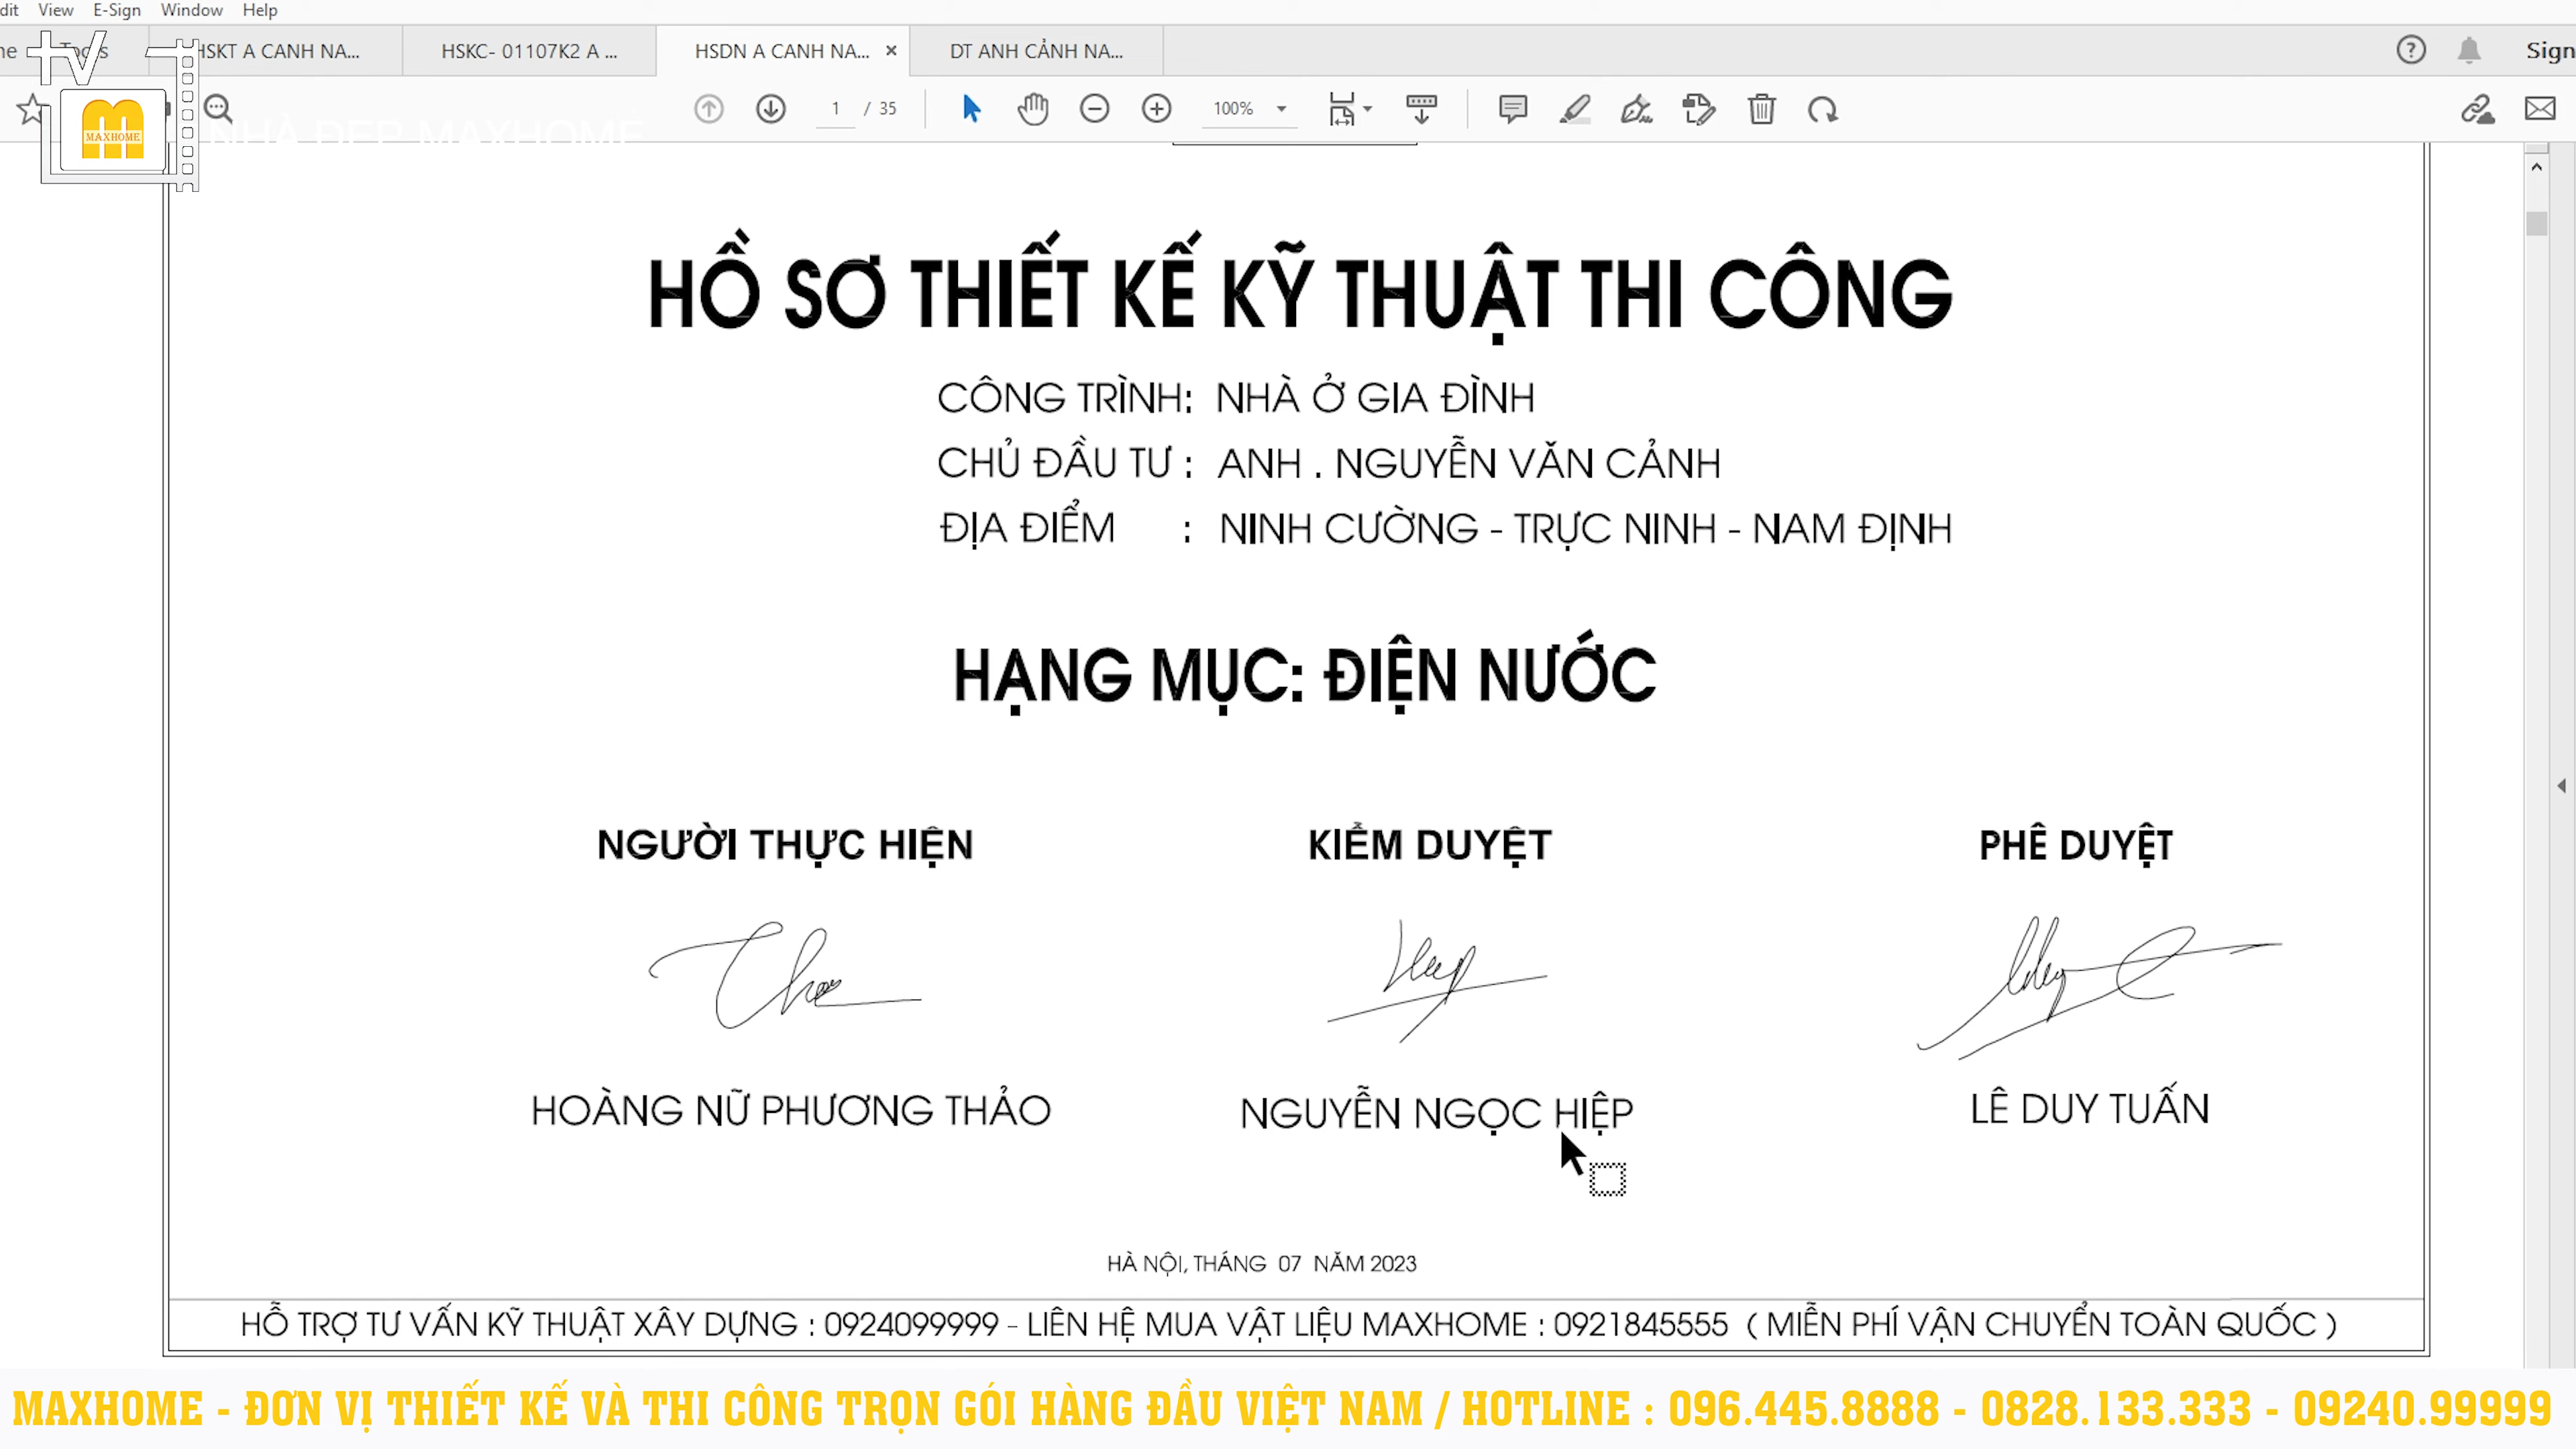 dit View E-Sign Window Help
ne Tools HSKT A CANH NA... HSKC- 01107K2 A ... HSDN A CANH NA... × DT ANH CẢNH NA... Sign
1 / 35 100%
tv
MAXHOME
NHÀ ĐẸP MAXHOME
HỒ SƠ THIẾT KẾ KỸ THUẬT THI CÔNG
CÔNG TRÌNH: NHÀ Ở GIA ĐÌNH
CHỦ ĐẦU TƯ : ANH . NGUYỄN VĂN CẢNH
ĐỊA ĐIỂM : NINH CƯỜNG - TRỰC NINH - NAM ĐỊNH
HẠNG MỤC: ĐIỆN NƯỚC
NGƯỜI THỰC HIỆN KIỂM DUYỆT PHÊ DUYỆT
HOÀNG NỮ PHƯƠNG THẢO NGUYỄN NGỌC HIỆP LÊ DUY TUẤN
HÀ NỘI, THÁNG 07 NĂM 2023
HỖ TRỢ TƯ VẤN KỸ THUẬT XÂY DỰNG : 0924099999 - LIÊN HỆ MUA VẬT LIỆU MAXHOME : 0921845555 ( MIỄN PHÍ VẬN CHUYỂN TOÀN QUỐC )
MAXHOME - ĐƠN VỊ THIẾT KẾ VÀ THI CÔNG TRỌN GÓI HÀNG ĐẦU VIỆT NAM / HOTLINE : 096.445.8888 - 0828.133.333 - 09240.99999